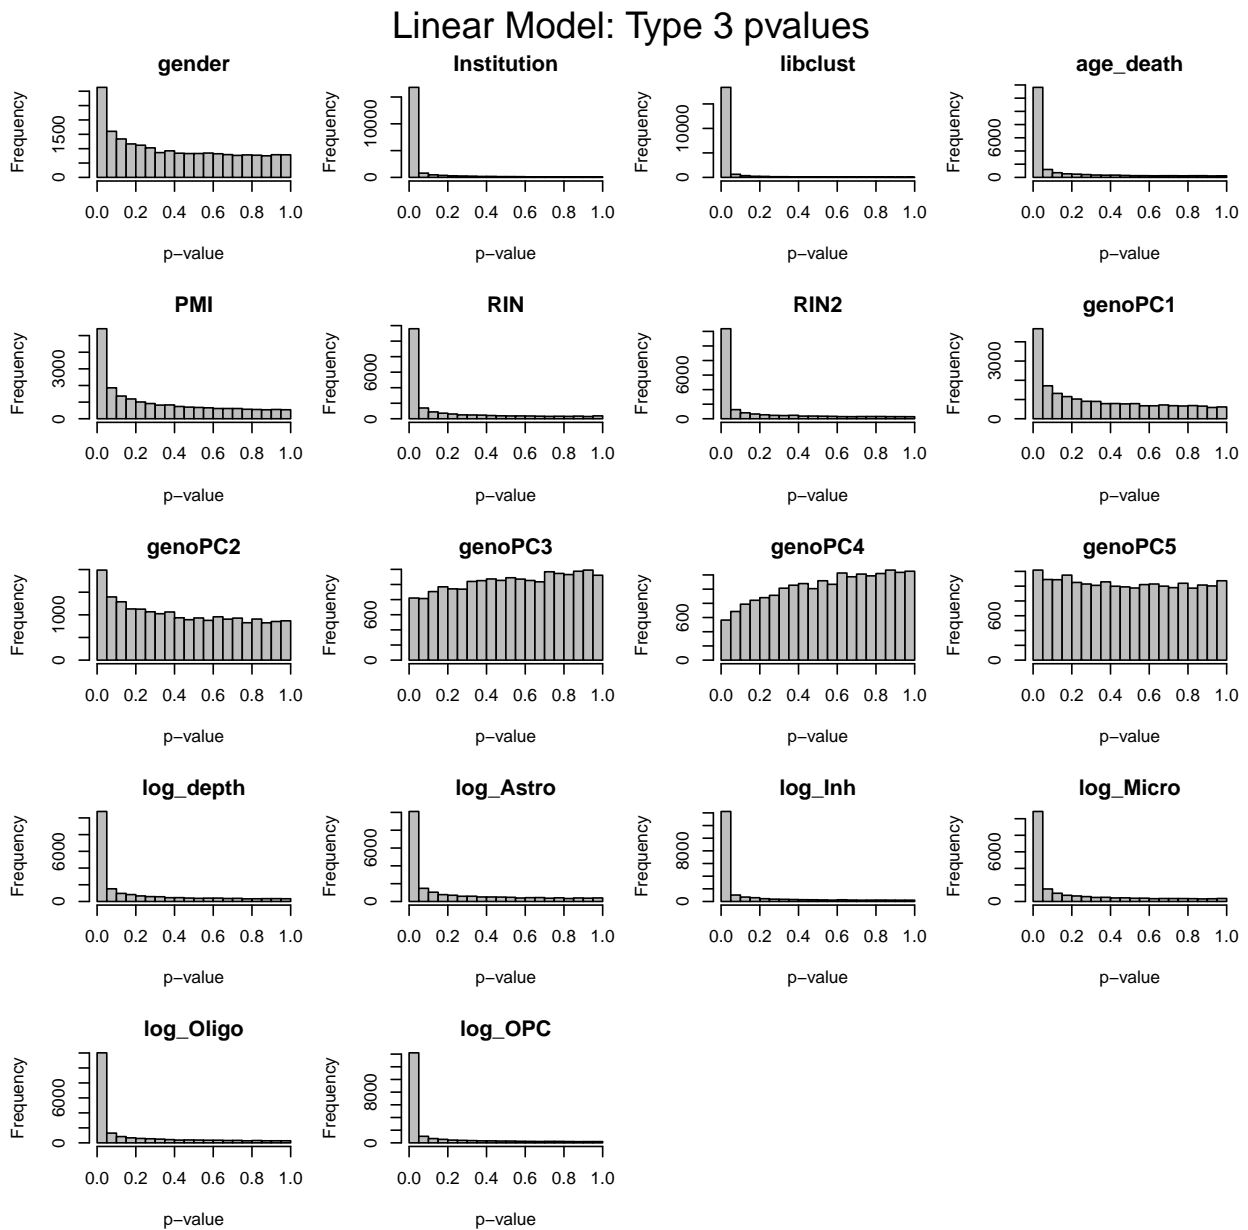 Linear Model: Type 3 pvalues
gender
Frequency
0 1500
0.0 0.2 0.4 0.6 0.8 1.0
p−value
Institution
Frequency
0 10000
0.0 0.2 0.4 0.6 0.8 1.0
p−value
libclust
Frequency
0 10000
0.0 0.2 0.4 0.6 0.8 1.0
p−value
age_death
Frequency
0 6000
0.0 0.2 0.4 0.6 0.8 1.0
p−value
PMI
Frequency
0 3000
0.0 0.2 0.4 0.6 0.8 1.0
p−value
RIN
Frequency
0 6000
0.0 0.2 0.4 0.6 0.8 1.0
p−value
RIN2
Frequency
0 6000
0.0 0.2 0.4 0.6 0.8 1.0
p−value
genoPC1
Frequency
0 3000
0.0 0.2 0.4 0.6 0.8 1.0
p−value
genoPC2
Frequency
0 1000
0.0 0.2 0.4 0.6 0.8 1.0
p−value
genoPC3
Frequency
0 600
0.0 0.2 0.4 0.6 0.8 1.0
p−value
genoPC4
Frequency
0 600
0.0 0.2 0.4 0.6 0.8 1.0
p−value
genoPC5
Frequency
0 600
0.0 0.2 0.4 0.6 0.8 1.0
p−value
log_depth
Frequency
0 6000
0.0 0.2 0.4 0.6 0.8 1.0
p−value
log_Astro
Frequency
0 6000
0.0 0.2 0.4 0.6 0.8 1.0
p−value
log_Inh
Frequency
0 8000
0.0 0.2 0.4 0.6 0.8 1.0
p−value
log_Micro
Frequency
0 6000
0.0 0.2 0.4 0.6 0.8 1.0
p−value
log_Oligo
Frequency
0 6000
0.0 0.2 0.4 0.6 0.8 1.0
p−value
log_OPC
Frequency
0 8000
0.0 0.2 0.4 0.6 0.8 1.0
p−value